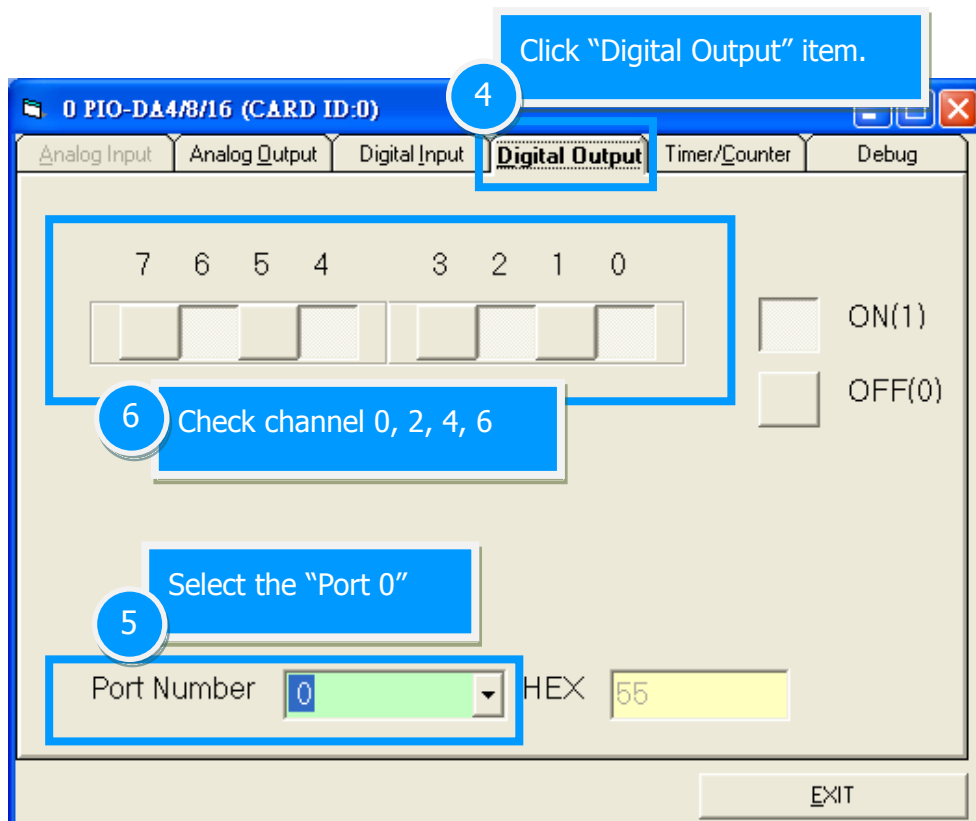 Click “Digital Output” item.
4
0 PIO-DA4/8/16 (CARD ID:0)
Analog Input Analog Output Digital Input Digital Output Timer/Counter Debug
7 6 5 4 3 2 1 0
ON(1)
OFF(0)
6 Check channel 0, 2, 4, 6
Select the “Port 0”
5
Port Number 0 HEX 55
EXIT